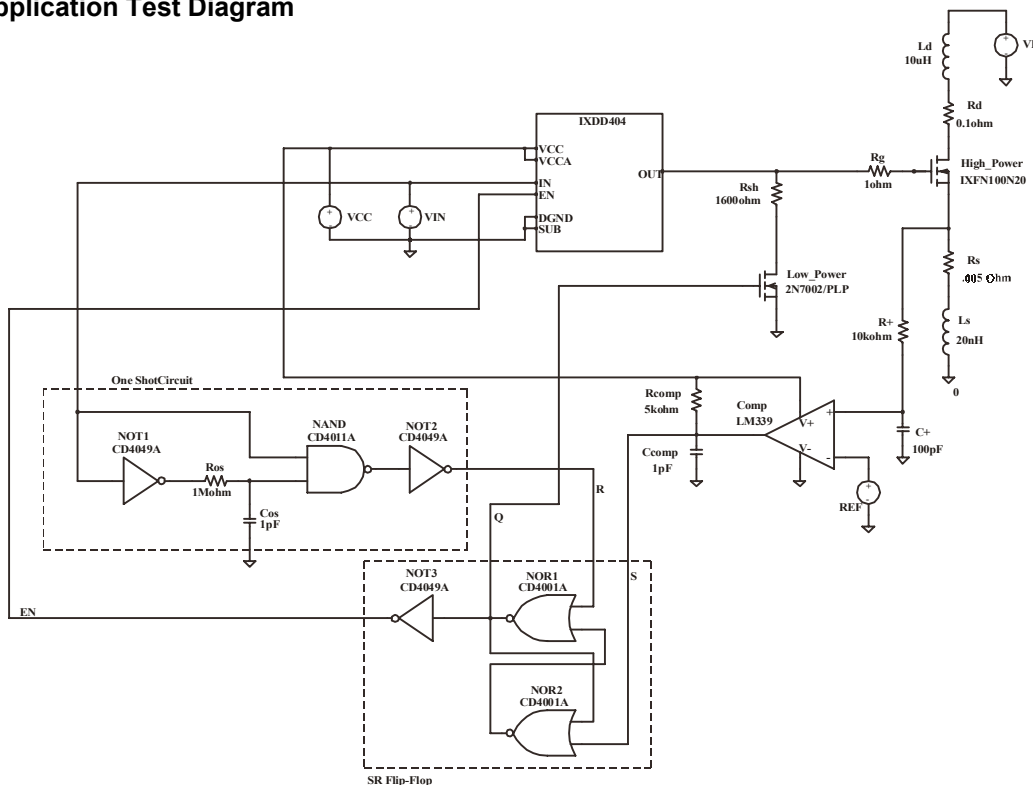 pplication Test Diagram
Ld
10uH
Rd
0.1ohm
IXDD404
VCC
VCCA
IN
EN
DGND
SUB
OUT
VCC
VIN
Rg
1ohm
High_Power
IXFN100N20
Rsh
1600ohm
Low_Power
2N7002/PLP
Rs
Ls
20nH
0
R+
10kohm
C+
100pF
One ShotCircuit
NOT1
CD4049A
Ros
1Mohm
Cos
1pF
NAND
CD4011A
NOT2
CD4049A
Rcomp
5kohm
Ccomp
1pF
Comp
LM339
V+
V-
REF
R
Q
S
EN
NOT3
CD4049A
NOR1
CD4001A
NOR2
CD4001A
SR Flip-Flop